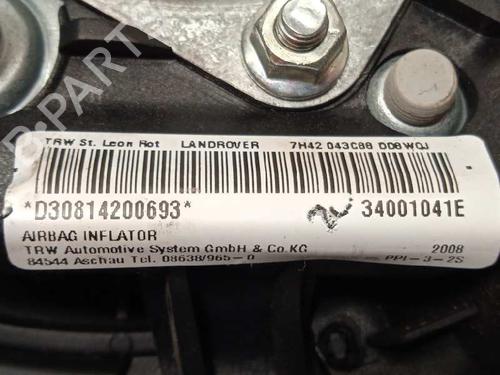 TRW St. Leon Rot LANDROVER 7H42 043C88 D08WQJ
*D30814200693* 34001041E
AIRBAG INFLATOR
TRW Automotive System GmbH & Co.KG 2008
84544 Aschau Tel. 08638/965-0 PPI-3-2S